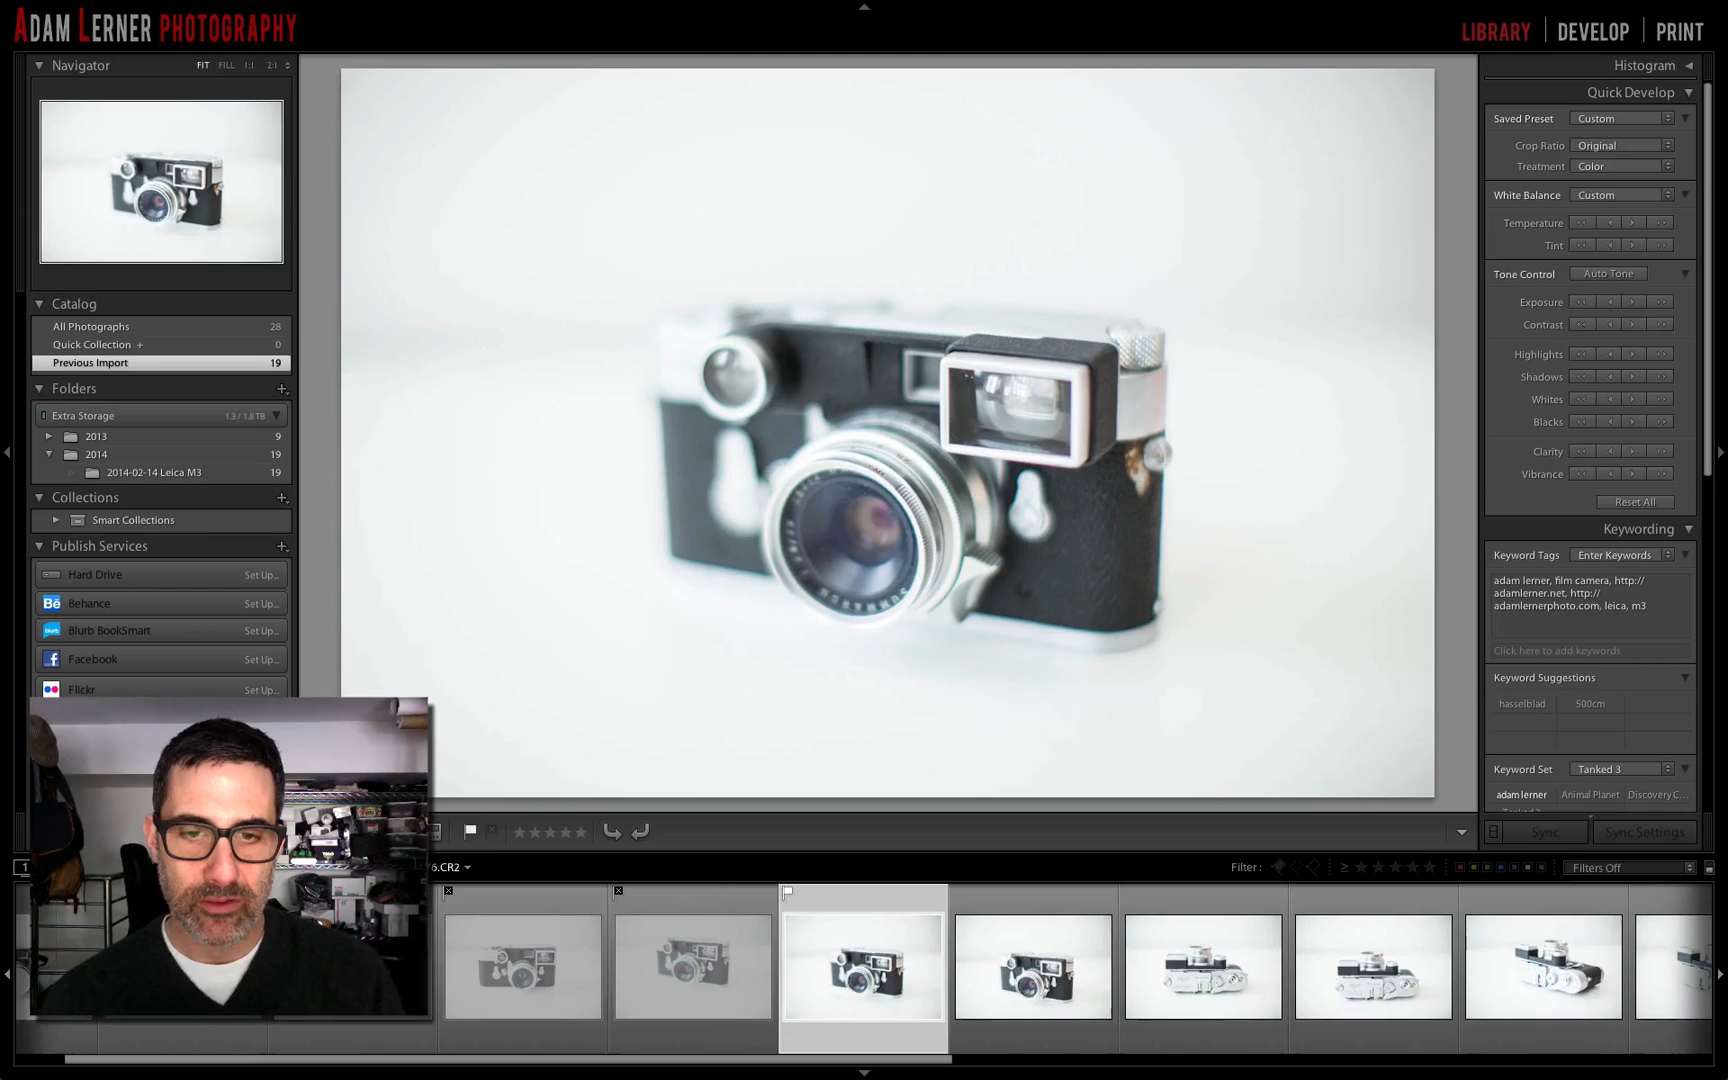 ADAM LERNER PHOTOGRAPHY
LIBRARY
DEVELOP
PRINT
Navigator
FIT FILL 1:1 2:1
Catalog
All Photographs 28
Quick Collection + 0
Previous Import 19
Folders
Extra Storage 1.3 / 1.8 TB
2013 9
2014 19
2014-02-14 Leica M3 19
Collections
Smart Collections
Publish Services
Hard Drive Set Up...
Bē Behance Set Up...
blurb Blurb BookSmart Set Up...
Facebook Set Up...
Flickr Set Up...
Histogram
Quick Develop
Saved Preset Custom
Crop Ratio Original
Treatment Color
White Balance Custom
Temperature
Tint
Tone Control Auto Tone
Exposure
Contrast
Highlights
Shadows
Whites
Blacks
Clarity
Vibrance
Reset All
Keywording
Keyword Tags Enter Keywords
adam lerner, film camera, http://
adamlerner.net, http://
adamlernerphoto.com, leica, m3
Click here to add keywords
Keyword Suggestions
hasselblad 500cm
Keyword Set Tanked 3
adam lerner Animal Planet Discovery C...
Sync Sync Settings
1
6.CR2
Filter :
≥
Filters Off